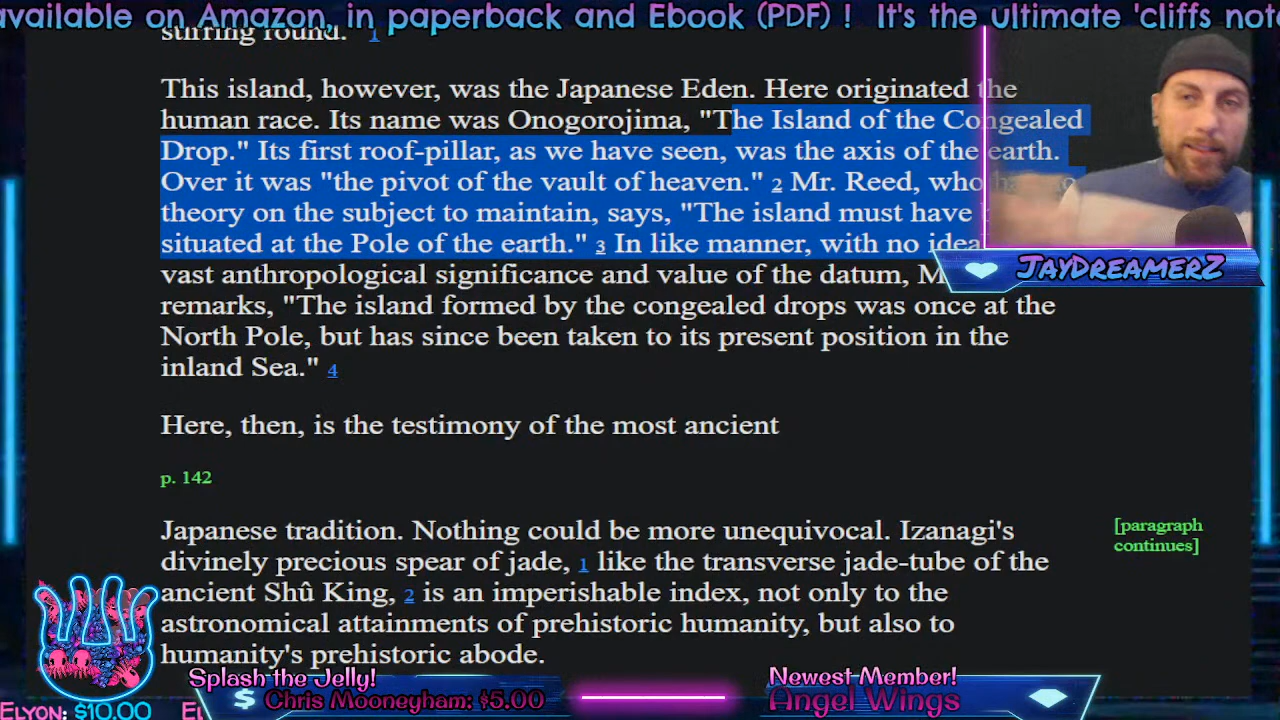 available on Amazon, in paperback and Ebook (PDF) ! It's the ultimate 'cliffs
stirring round." 1
This island, however, was the Japanese Eden. Here originated the
human race. Its name was Onogorojima, "The Island of the Congealed
Drop." Its first roof-pillar, as we have seen, was the axis of the earth.
Over it was "the pivot of the vault of heaven." 2 Mr. Reed, who
theory on the subject to maintain, says, "The island must have
situated at the Pole of the earth." 3 In like manner, with no
vast anthropological significance and value of the datum,
remarks, "The island formed by the congealed drops was once at the
North Pole, but has since been taken to its present position in the
inland Sea." 4
JayDreamerZ
Here, then, is the testimony of the most ancient
p. 142
Japanese tradition. Nothing could be more unequivocal. Izanagi's
divinely precious spear of jade, 1 like the transverse jade-tube of the
ancient Shû King, 2 is an imperishable index, not only to the
astronomical attainments of prehistoric humanity, but also to
humanity's prehistoric abode.
[paragraph
continues]
Splash the Jelly!
$ Chris Mooneyham: $5.00
Newest Member!
Angel Wings
Elyon: $10.00